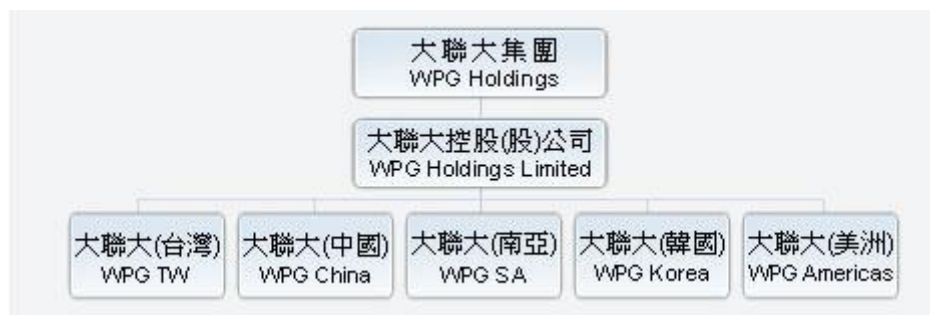 大聯大集團
WPG Holdings
大聯大控股(股)公司
WPG Holdings Limited
大聯大(台灣)
WPG TW
大聯大(中國)
WPG China
大聯大(南亞)
WPG SA
大聯大(韓國)
WPG Korea
大聯大(美洲)
WPG Americas